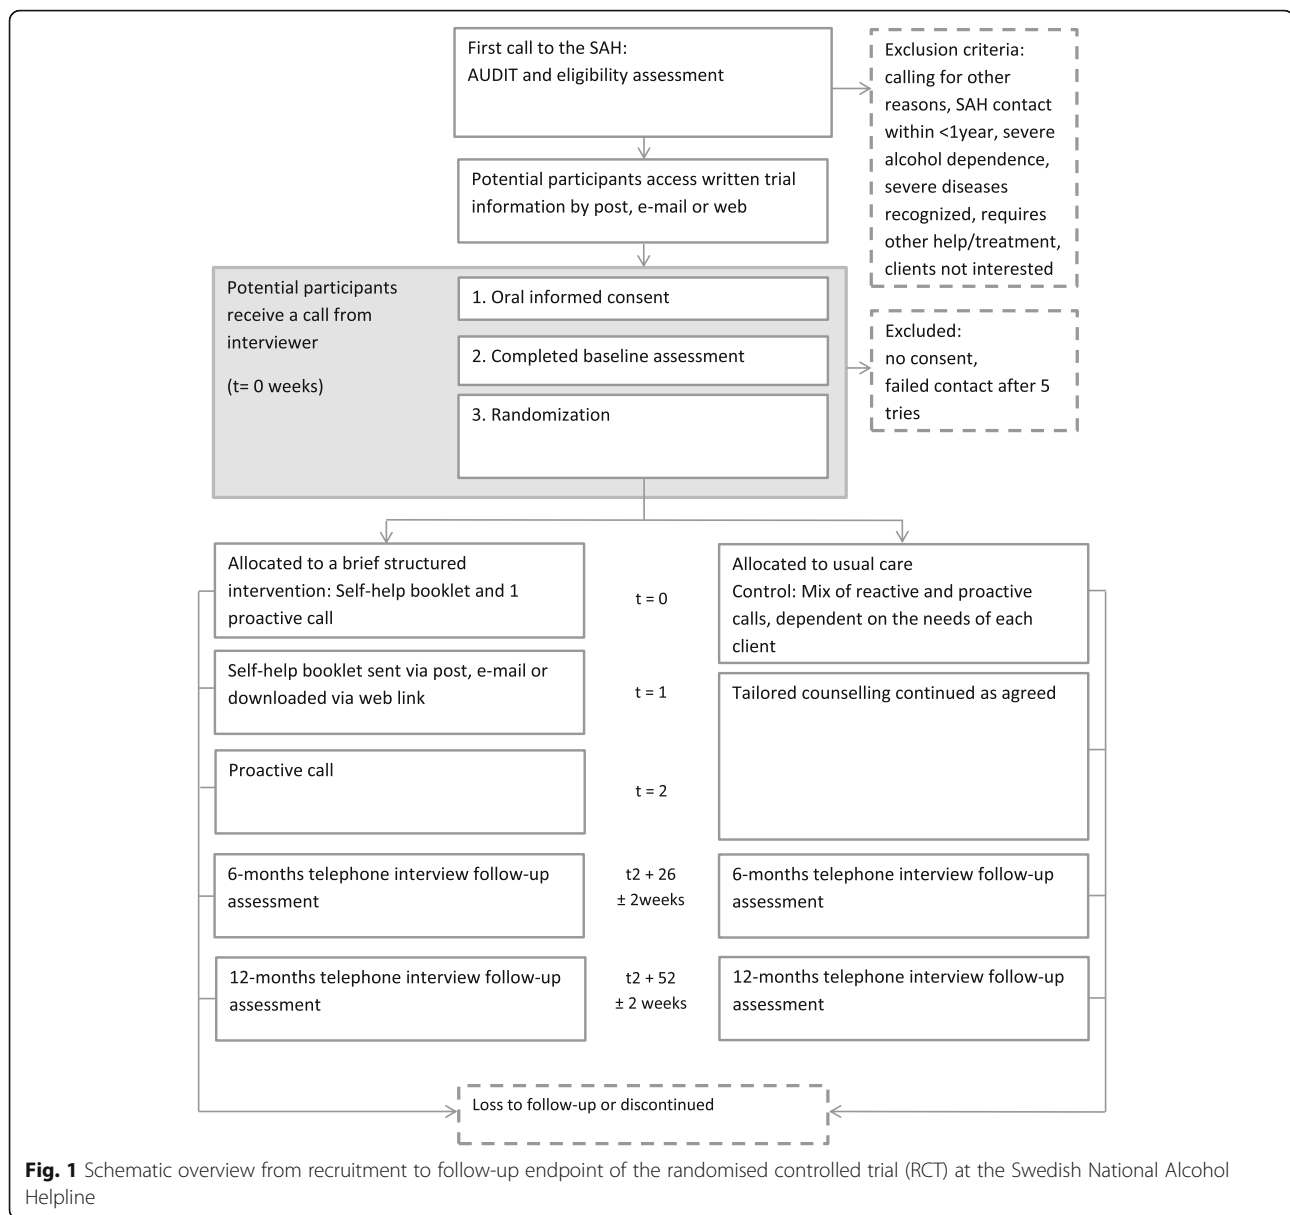 First call to the SAH:
AUDIT and eligibility assessment
Exclusion criteria:
calling for other
reasons, SAH contact
within <1year, severe
alcohol dependence,
severe diseases
recognized, requires
other help/treatment,
clients not interested
Potential participants access written trial
information by post, e-mail or web
Potential participants
receive a call from
interviewer
(t= 0 weeks)
1. Oral informed consent
2. Completed baseline assessment
3. Randomization
Excluded:
no consent,
failed contact after 5
tries
Allocated to a brief structured
intervention: Self-help booklet and 1
proactive call
t = 0
Allocated to usual care
Control: Mix of reactive and proactive
calls, dependent on the needs of each
client
Self-help booklet sent via post, e-mail or
downloaded via web link
t = 1
Tailored counselling continued as agreed
Proactive call
t = 2
6-months telephone interview follow-up
assessment
t2 + 26
± 2weeks
6-months telephone interview follow-up
assessment
12-months telephone interview follow-up
assessment
t2 + 52
± 2 weeks
12-months telephone interview follow-up
assessment
Loss to follow-up or discontinued
Fig. 1 Schematic overview from recruitment to follow-up endpoint of the randomised controlled trial (RCT) at the Swedish National Alcohol
Helpline